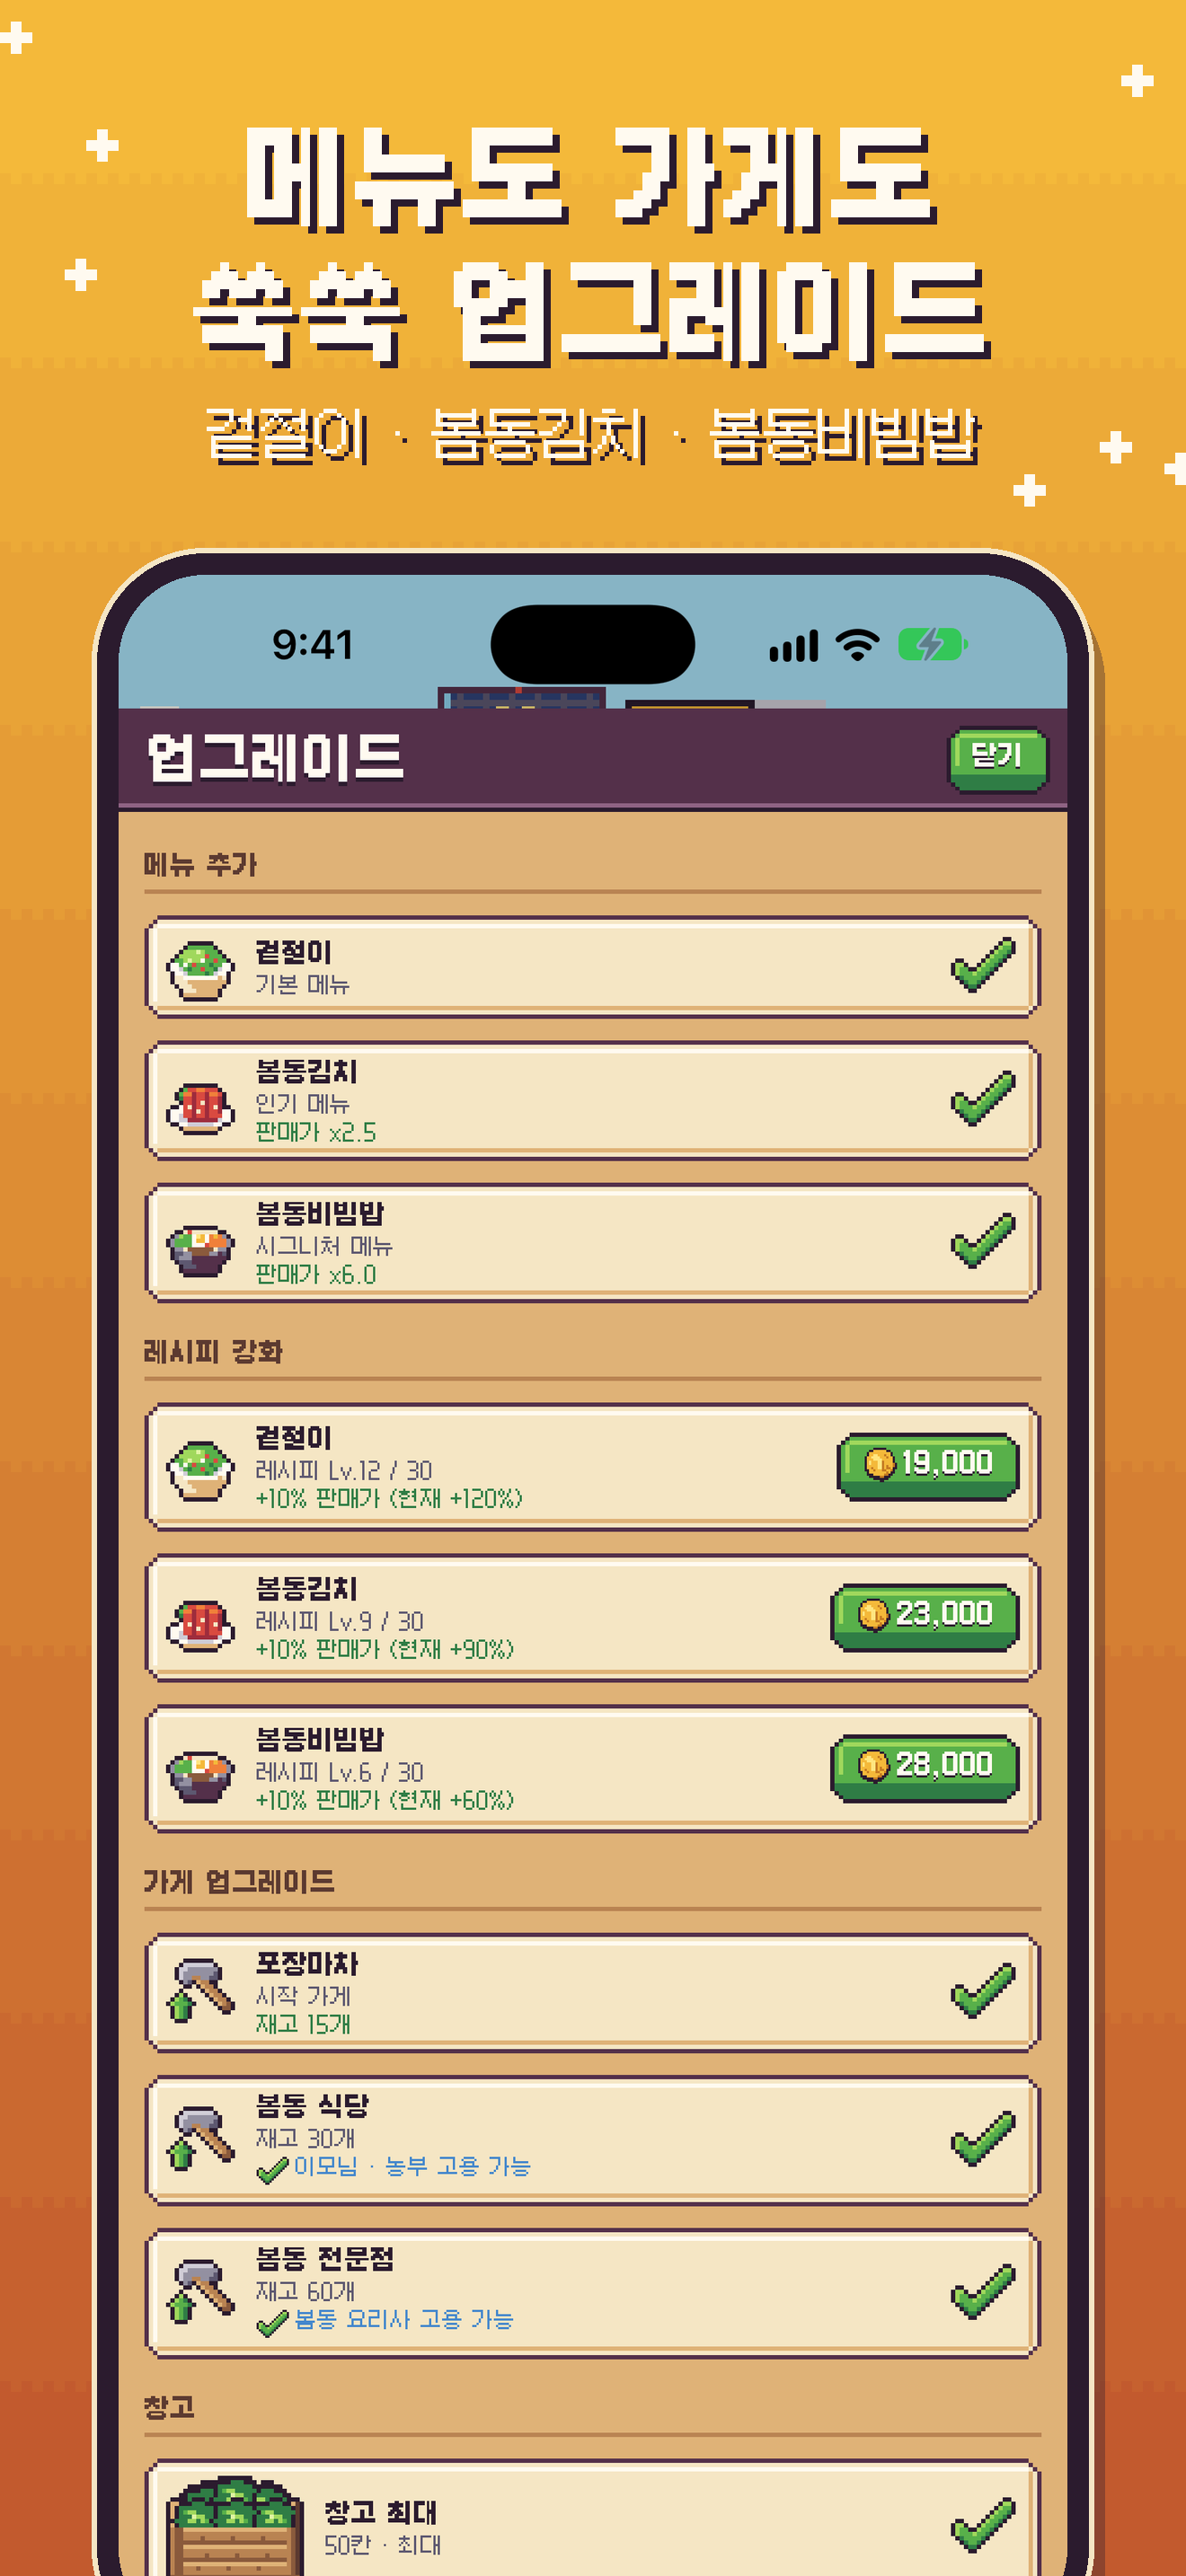 메뉴도 가게도
쑥쑥 업그레이드
겉절이 · 봄동김치 · 봄동비빔밥
9:41
업그레이드
닫기
메뉴 추가
겉절이
기본 메뉴
봄동김치
인기 메뉴
판매가 x2.5
봄동비빔밥
시그니처 메뉴
판매가 x6.0
레시피 강화
겉절이
레시피 Lv.12 / 30
+10% 판매가 (현재 +120%)
19,000
봄동김치
레시피 Lv.9 / 30
+10% 판매가 (현재 +90%)
23,000
봄동비빔밥
레시피 Lv.6 / 30
+10% 판매가 (현재 +60%)
28,000
가게 업그레이드
포장마차
시작 가게
재고 15개
봄동 식당
재고 30개
이모님 · 농부 고용 가능
봄동 전문점
재고 60개
봄동 요리사 고용 가능
창고
창고 최대
50칸 · 최대